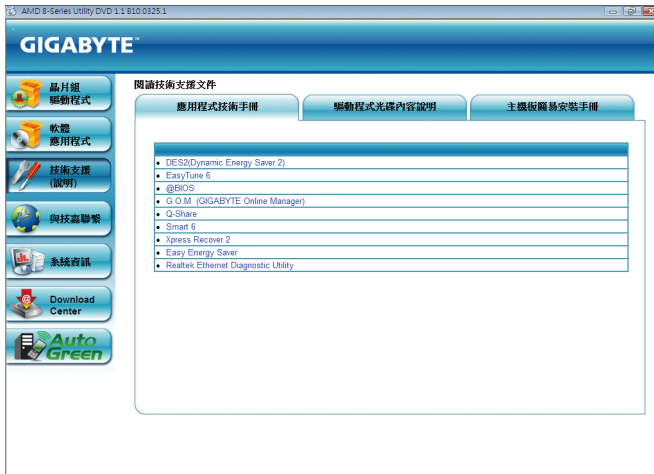 AMD 8-Series Utility DVD 1.1 B10.0325.1
GIGABYTE™
晶片組
驅動程式
軟體
應用程式
技術支援
(說明)
與技嘉聯繫
系統資訊
Download
Center
Auto
Green
閱讀技術支援文件
應用程式技術手冊
驅動程式光碟內容說明
主機板簡易安裝手冊
• DES2(Dynamic Energy Saver 2)
• EasyTune 6
• @BIOS
• G.O.M. (GIGABYTE Online Manager)
• Q-Share
• Smart 6
• Xpress Recover 2
• Easy Energy Saver
• Realtek Ethernet Diagnostic Utility